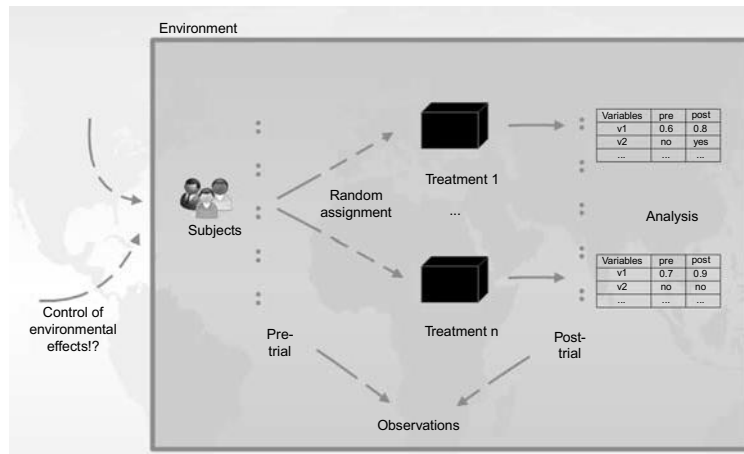 Environment
Variables pre post
v1 0.6 0.8
v2 no yes
... ... ...
Treatment 1
Random
assignment
...
Subjects
Analysis
Variables pre post
v1 0.7 0.9
v2 no no
... ... ...
Control of
environmental
effects!?
Treatment n
Pre-
trial
Post-
trial
Observations